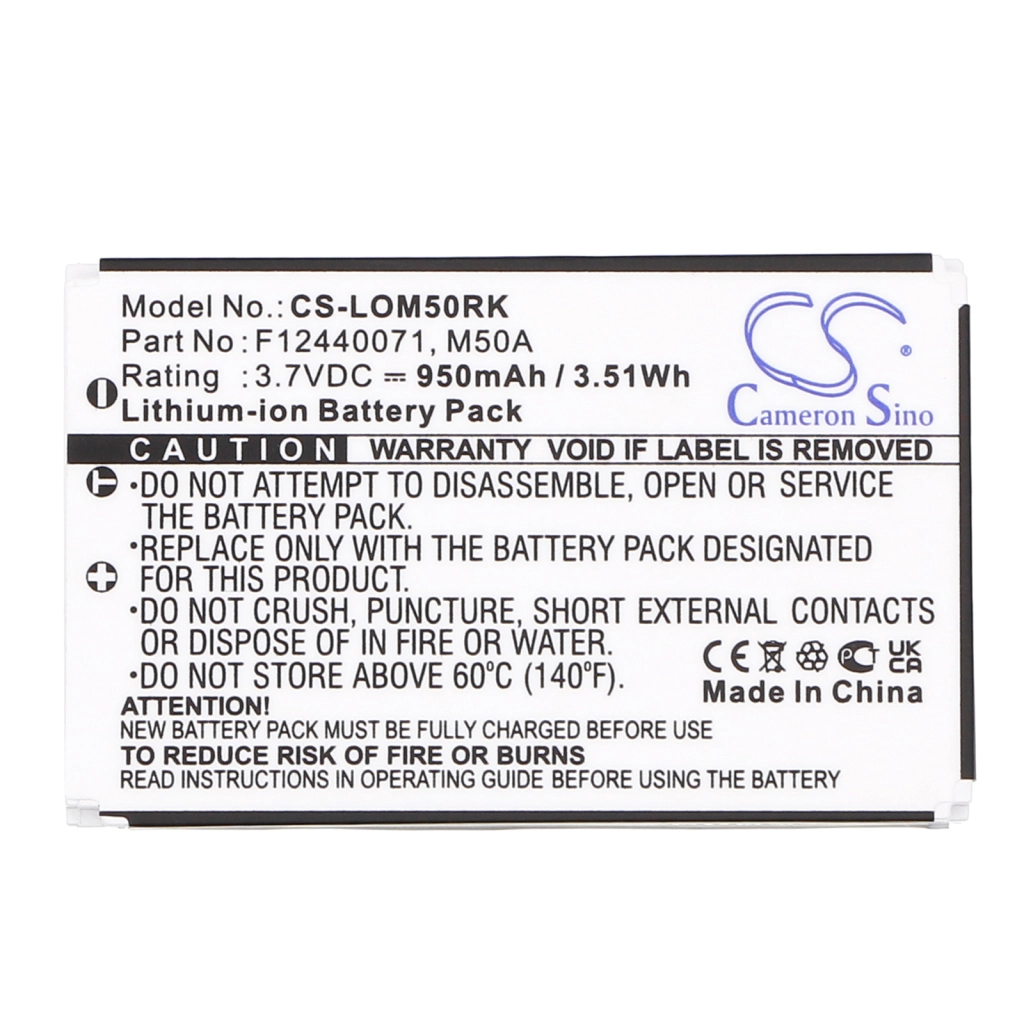 Model No.: CS-LOM50RK
Part No : F12440071, M50A
Rating : 3.7VDC ⎓ 950mAh / 3.51Wh
Lithium-ion Battery Pack
CS ®
Cameron Sino
CAUTION WARRANTY VOID IF LABEL IS REMOVED
•DO NOT ATTEMPT TO DISASSEMBLE, OPEN OR SERVICE
THE BATTERY PACK.
•REPLACE ONLY WITH THE BATTERY PACK DESIGNATED
FOR THIS PRODUCT.
•DO NOT CRUSH, PUNCTURE, SHORT EXTERNAL CONTACTS
OR DISPOSE OF IN FIRE OR WATER.
•DO NOT STORE ABOVE 60°C (140°F).
CE PCT UKCA
Made In China
ATTENTION!
NEW BATTERY PACK MUST BE FULLY CHARGED BEFORE USE
TO REDUCE RISK OF FIRE OR BURNS
READ INSTRUCTIONS IN OPERATING GUIDE BEFORE USING THE BATTERY
T